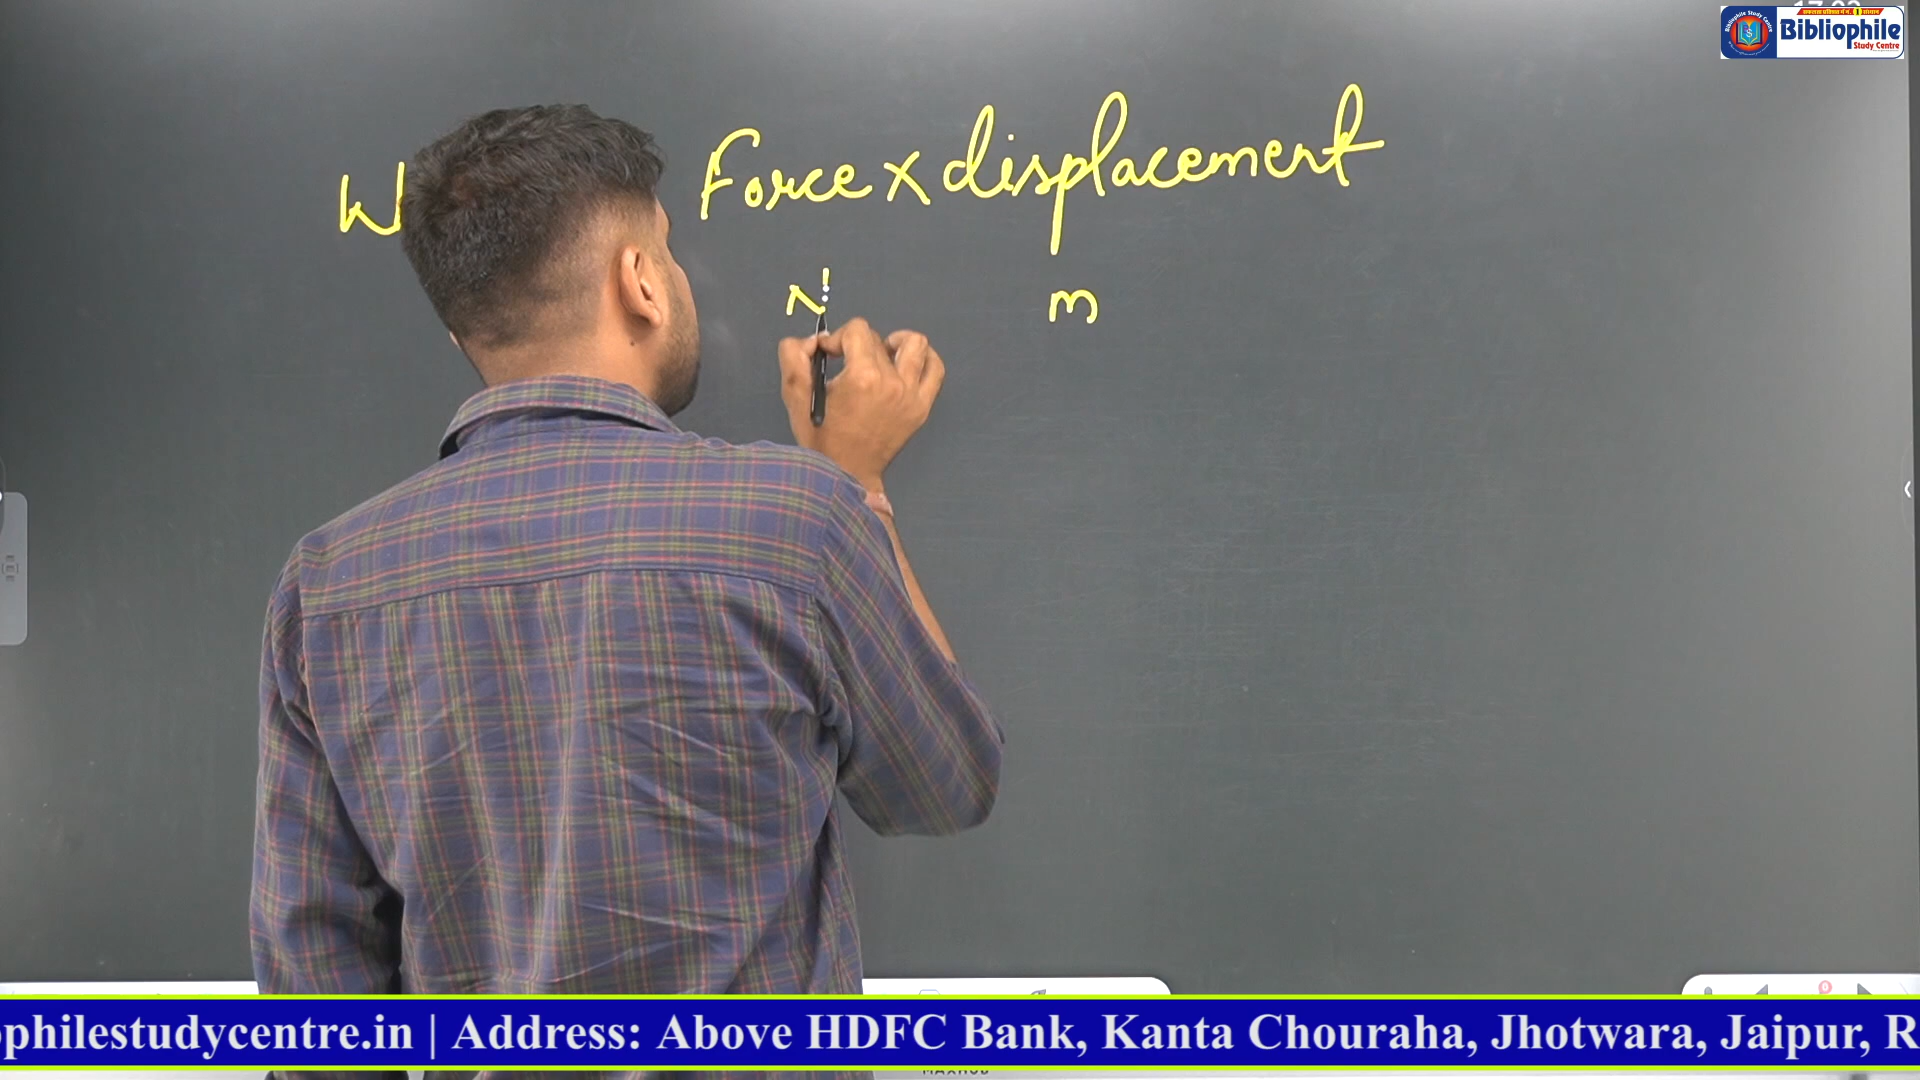 Bibliophile
Study Centre
W Force x displacement
N m
philestudycentre.in | Address: Above HDFC Bank, Kanta Chouraha, Jhotwara, Jaipur, R